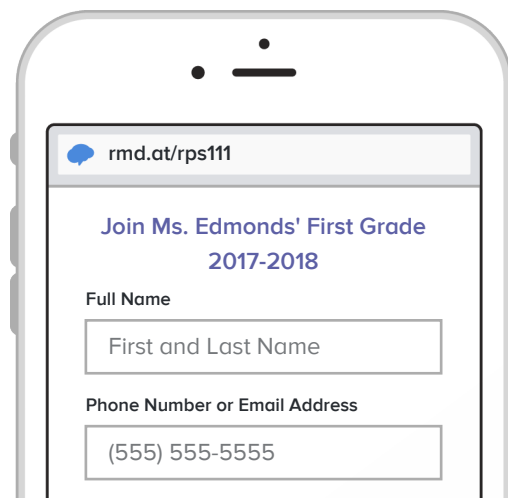 rmd.at/rps111
Join Ms. Edmonds' First Grade
2017-2018
Full Name
First and Last Name
Phone Number or Email Address
(555) 555-5555